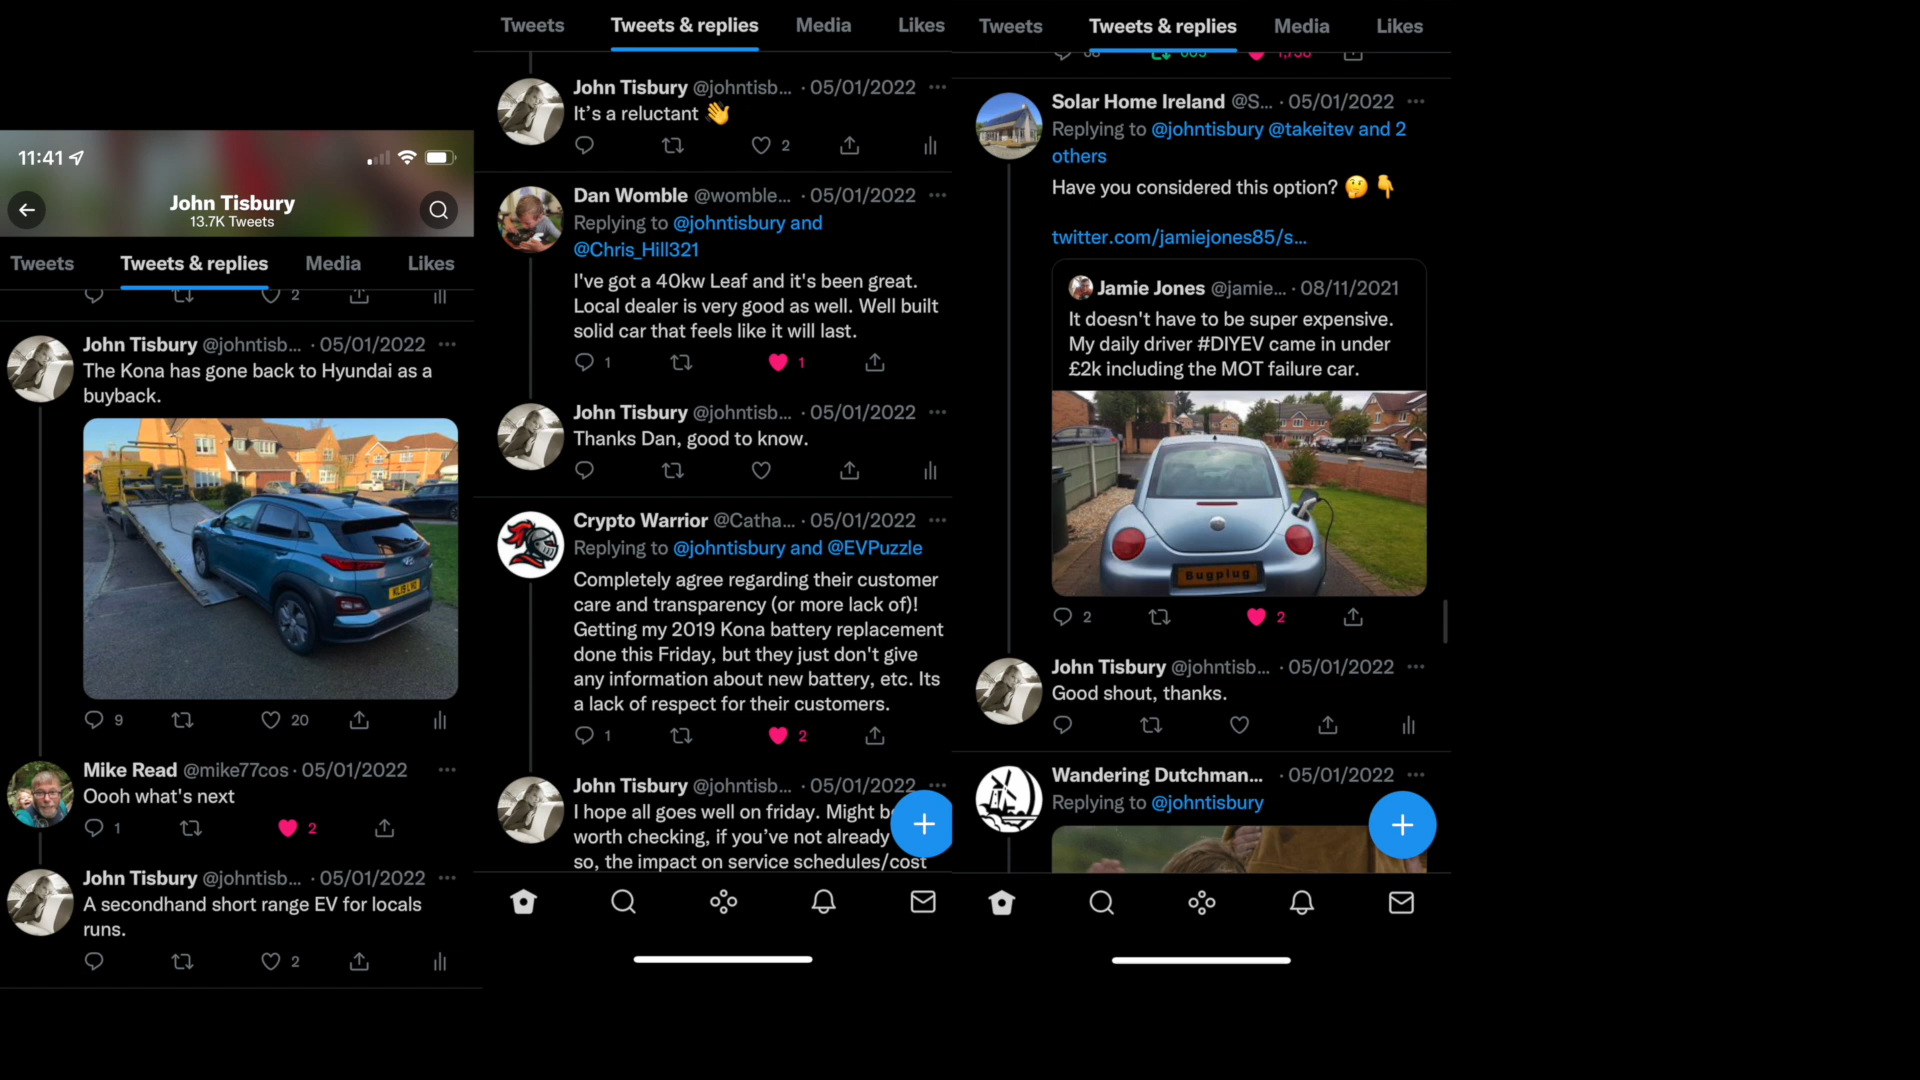 11:41
John Tisbury
13.7K Tweets
Tweets Tweets & replies Media Likes
2
John Tisbury @johntisb... · 05/01/2022
The Kona has gone back to Hyundai as a
buyback.
9 20
Mike Read @mike77cos · 05/01/2022
Oooh what's next
1 2
John Tisbury @johntisb... · 05/01/2022
A secondhand short range EV for locals
runs.
2
Tweets Tweets & replies Media Likes
John Tisbury @johntisb... · 05/01/2022
It’s a reluctant 👋
2
Dan Womble @womble... · 05/01/2022
Replying to @johntisbury and
@Chris_Hill321
I've got a 40kw Leaf and it's been great.
Local dealer is very good as well. Well built
solid car that feels like it will last.
1 1
John Tisbury @johntisb... · 05/01/2022
Thanks Dan, good to know.
Crypto Warrior @Catha... · 05/01/2022
Replying to @johntisbury and @EVPuzzle
Completely agree regarding their customer
care and transparency (or more lack of)!
Getting my 2019 Kona battery replacement
done this Friday, but they just don't give
any information about new battery, etc. Its
a lack of respect for their customers.
1 2
John Tisbury @johntisb... · 05/01/2022
I hope all goes well on friday. Might b
worth checking, if you’ve not already
so, the impact on service schedules/cost
Tweets Tweets & replies Media Likes
Solar Home Ireland @S... · 05/01/2022
Replying to @johntisbury @takeitev and 2
others
Have you considered this option? 🤔 👇
twitter.com/jamiejones85/s...
Jamie Jones @jamie... · 08/11/2021
It doesn't have to be super expensive.
My daily driver #DIYEV came in under
£2k including the MOT failure car.
Bugplug
2 2
John Tisbury @johntisb... · 05/01/2022
Good shout, thanks.
Wandering Dutchman... · 05/01/2022
Replying to @johntisbury